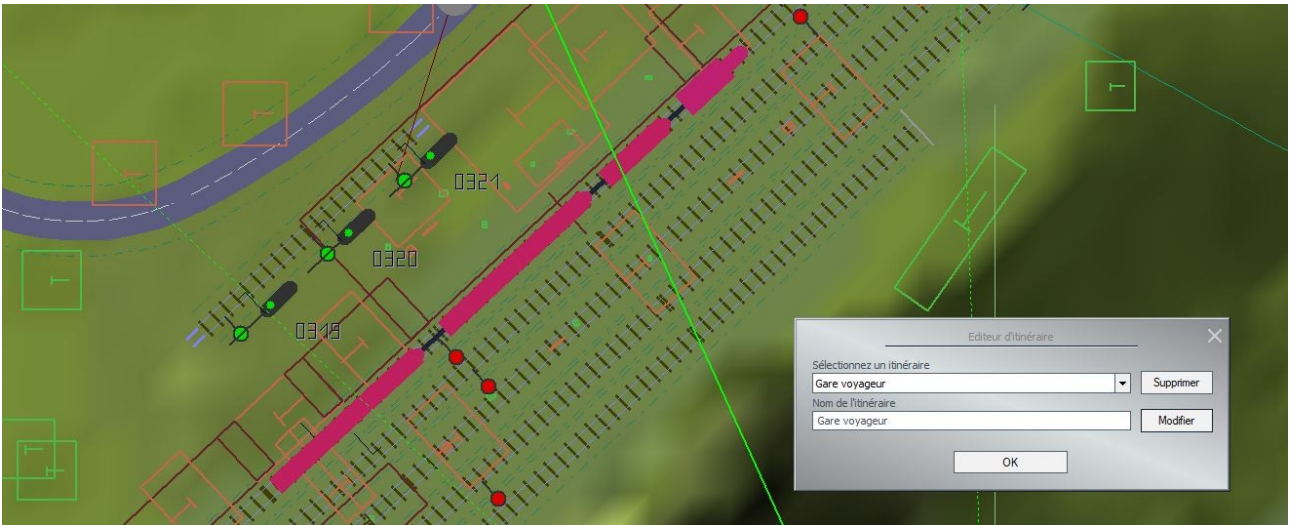 0321
0320
0319
Editeur d'itinéraire
Sélectionnez un itinéraire
Gare voyageur
Supprimer
Nom de l'itinéraire
Gare voyageur
Modifier
OK